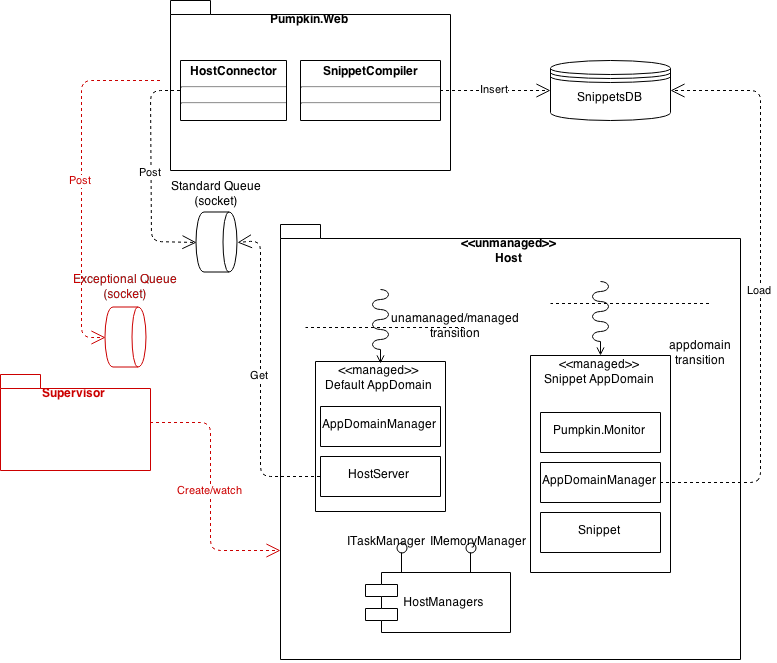 Pumpkin.Web
HostConnector
SnippetCompiler
Insert
SnippetsDB
Post
Post
Standard Queue
(socket)
<<unmanaged>>
Host
Exceptional Queue
(socket)
Load
unamanaged/managed
transition
appdomain
transition
<<managed>>
Default AppDomain
<<managed>>
Snippet AppDomain
Get
Supervisor
AppDomainManager
Pumpkin.Monitor
HostServer
AppDomainManager
Create/watch
Snippet
ITaskManager
IMemoryManager
HostManagers